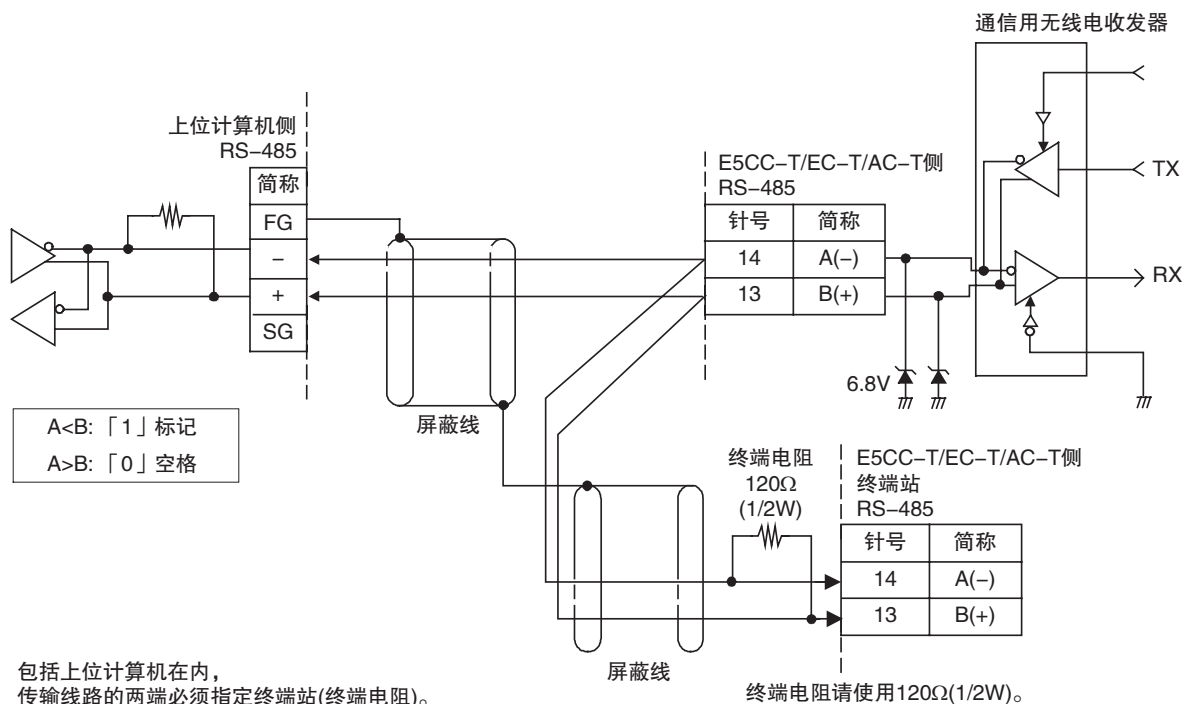 通信用无线电收发器
上位计算机侧
RS–485
简称
FG
–
+
SG
E5CC–T/EC–T/AC–T侧
RS–485
针号 简称
14 A(–)
13 B(+)
TX
RX
6.8V
屏蔽线
A<B:「1」标记
A>B:「0」空格
终端电阻
120Ω
(1/2W)
E5CC–T/EC–T/AC–T侧
终端站
RS–485
针号 简称
14 A(–)
13 B(+)
屏蔽线
包括上位计算机在内,
传输线路的两端必须指定终端站(终端电阻)。
终端电阻请使用120Ω(1/2W)。